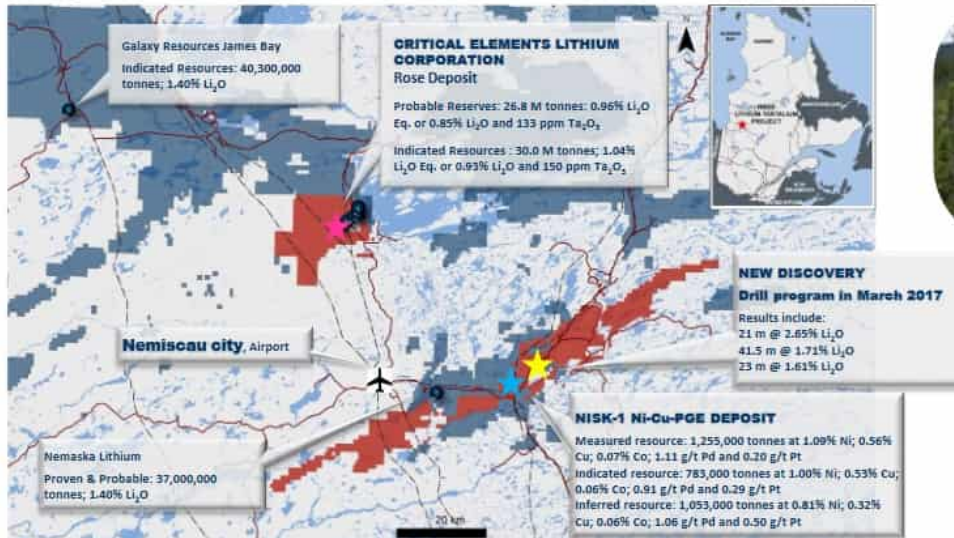 Galaxy Resources James Bay
Indicated Resources: 40,300,000
tonnes; 1.40% Li₂O
CRITICAL ELEMENTS LITHIUM
CORPORATION
Rose Deposit
Probable Reserves: 26.8 M tonnes: 0.96% Li₂O
Eq. or 0.85% Li₂O and 133 ppm Ta₂O₅
Indicated Resources : 30.0 M tonnes; 1.04%
Li₂O Eq. or 0.93% Li₂O and 150 ppm Ta₂O₅
LITHIUM TANTALUM
PROJECT
NEW DISCOVERY
Drill program in March 2017
Results include:
21 m @ 2.65% Li₂O
41.5 m @ 1.71% Li₂O
23 m @ 1.61% Li₂O
Nemiscau city, Airport
NISK-1 Ni-Cu-PGE DEPOSIT
Measured resource: 1,255,000 tonnes at 1.09% Ni; 0.56%
Cu; 0.07% Co; 1.11 g/t Pd and 0.20 g/t Pt
Indicated resource: 783,000 tonnes at 1.00% Ni; 0.53% Cu;
0.06% Co; 0.91 g/t Pd and 0.29 g/t Pt
Inferred resource: 1,053,000 tonnes at 0.81% Ni; 0.32%
Cu; 0.06% Co; 1.06 g/t Pd and 0.50 g/t Pt
Nemaska Lithium
Proven & Probable: 37,000,000
tonnes; 1.40% Li₂O
20 km